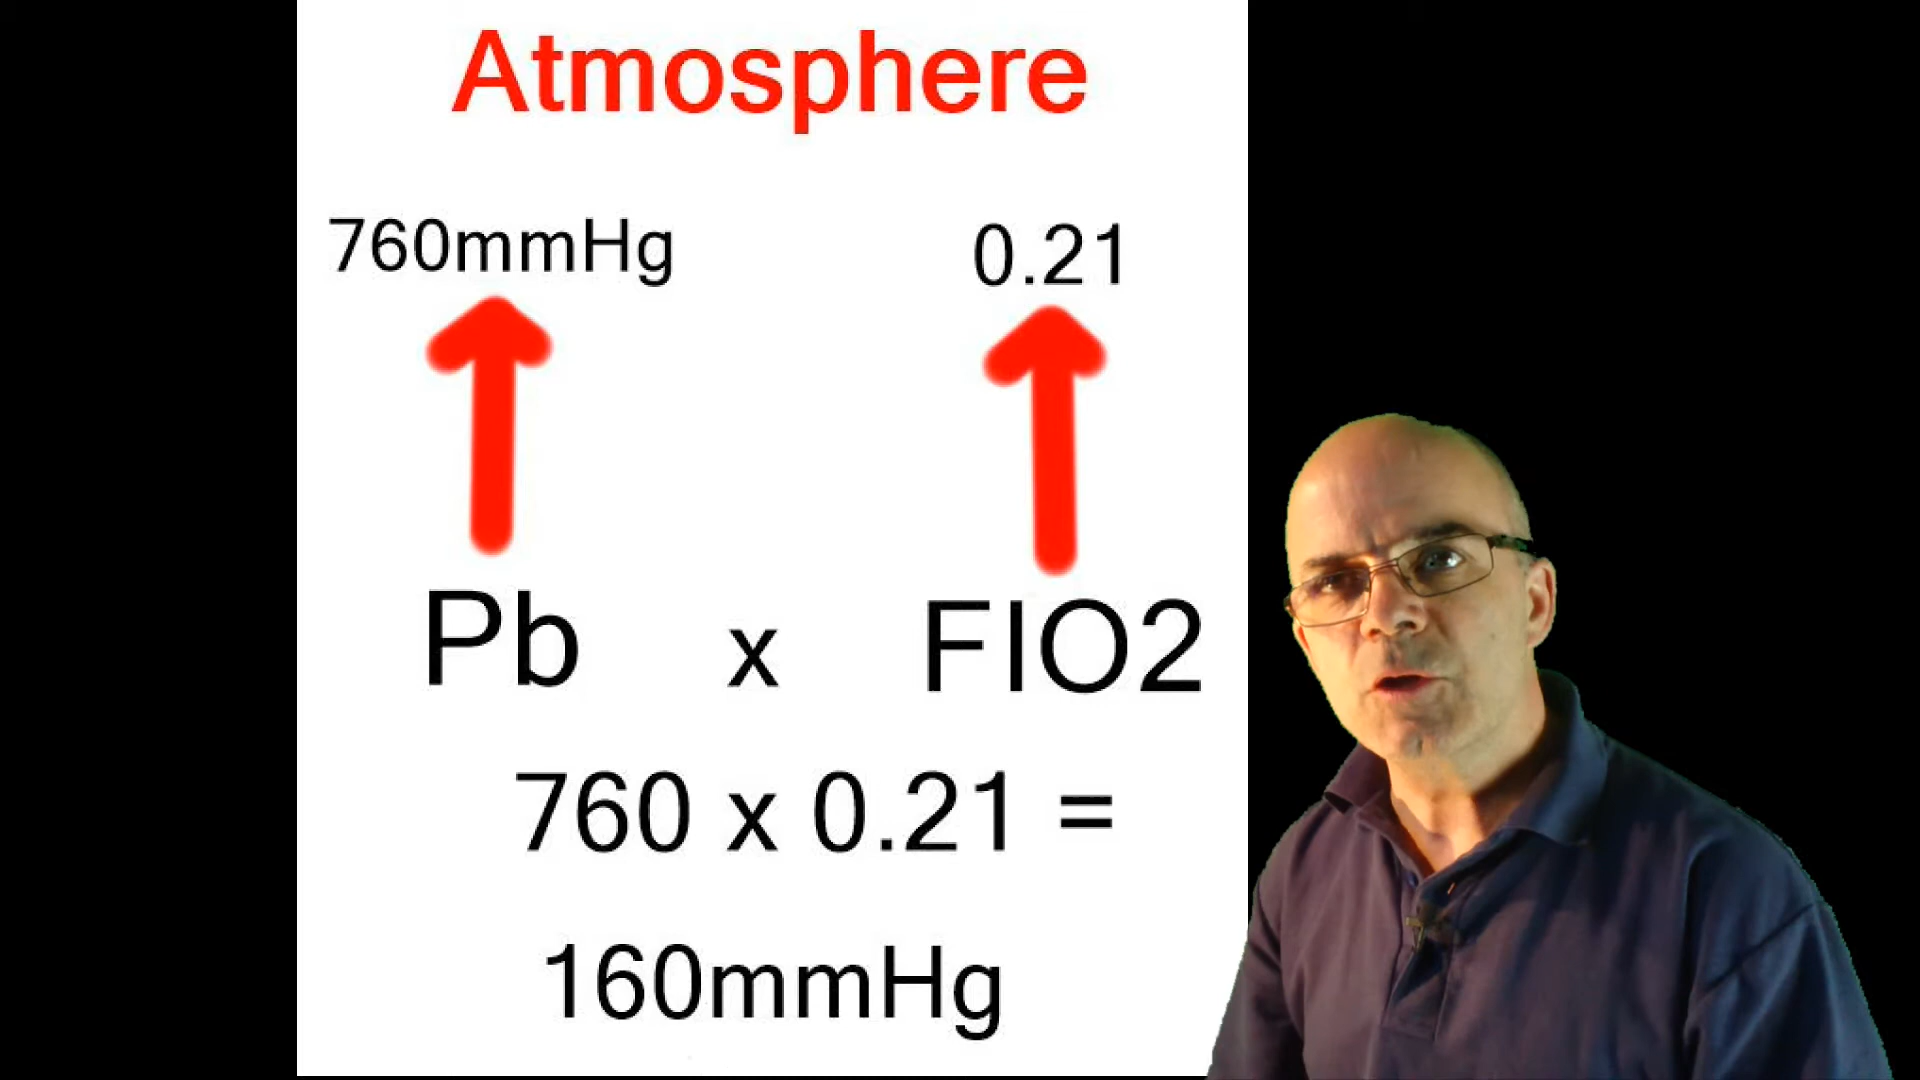 Atmosphere
760mmHg 0.21
Pb x FIO2
760 x 0.21 =
160mmHg